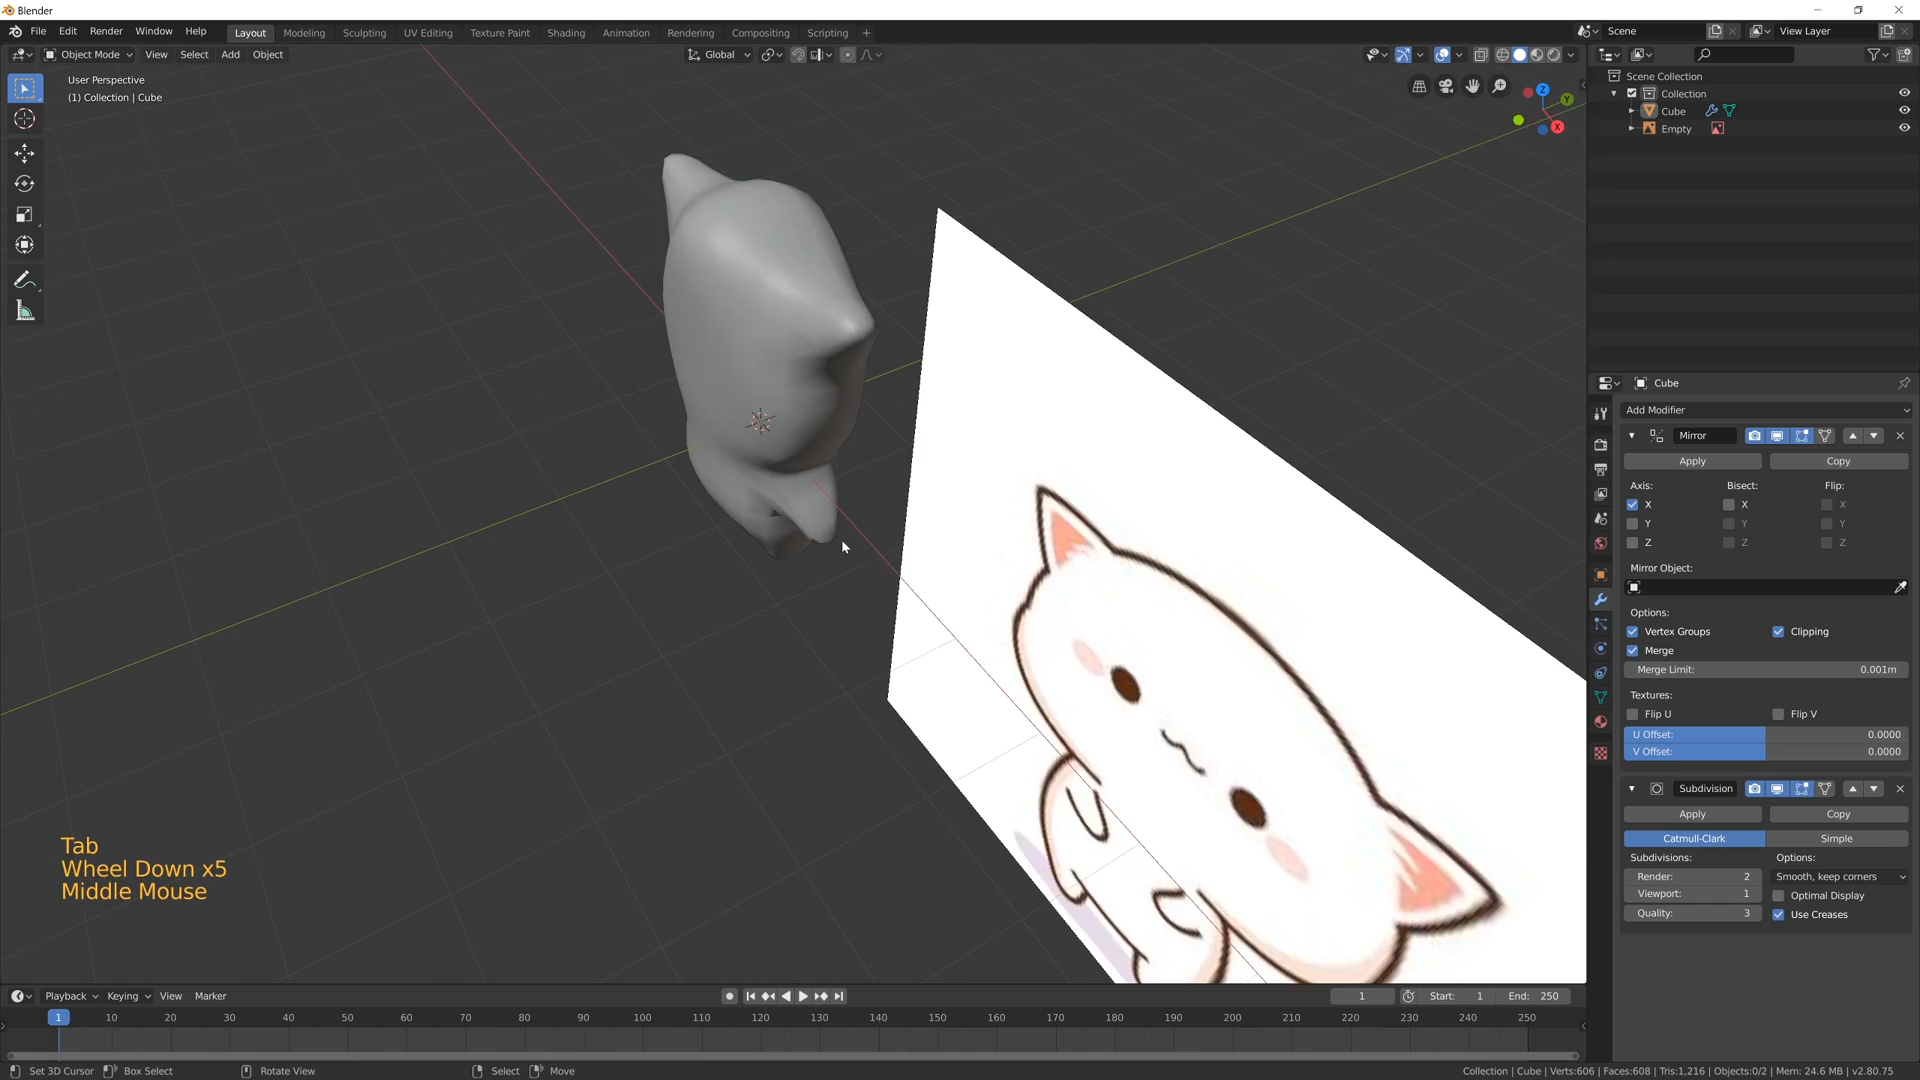 Blender
File Edit Render Window Help Layout Modeling Sculpting UV Editing Texture Paint Shading Animation Rendering Compositing Scripting + Scene View Layer
Object Mode View Select Add Object Global
User Perspective
(1) Collection | Cube
Z
Y
X
Scene Collection
Collection
Cube
Empty
Cube
Add Modifier
Mirror
Apply Copy
Axis: Bisect: Flip:
X X X
Y Y Y
Z Z Z
Mirror Object:
Options:
Vertex Groups Clipping
Merge
Merge Limit: 0.001m
Textures:
Flip U Flip V
U Offset: 0.0000
V Offset: 0.0000
Subdivision
Apply Copy
Catmull-Clark Simple
Subdivisions: Options:
Render: 2 Smooth, keep corners
Viewport: 1 Optimal Display
Quality: 3 Use Creases
Tab
Wheel Down x5
Middle Mouse
Playback Keying View Marker 1 Start: 1 End: 250
1 10 20 30 40 50 60 70 80 90 100 110 120 130 140 150 160 170 180 190 200 210 220 230 240 250
Set 3D Cursor Box Select Rotate View Select Move Collection | Cube | Verts:606 | Faces:608 | Tris:1,216 | Objects:0/2 | Mem: 24.6 MB | v2.80.75